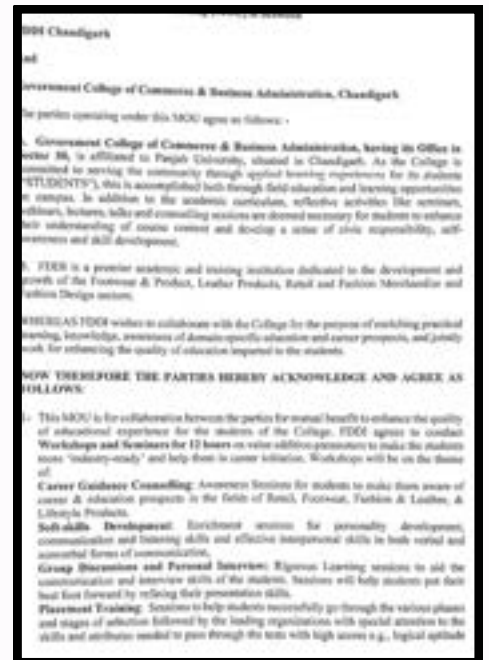 FDDI Chandigarh
and
Government College of Commerce & Business Administration, Chandigarh
The parties operating under this MOU agree as follows: -
Government College of Commerce & Business Administration, having its Office in
Sector 50, is affiliated to Panjab University, situated in Chandigarh. As the College is
committed to serving the community through applied learning experiences for its students
"STUDENTS"), this is accomplished both through field education and learning opportunities
on campus. In addition to the academic curriculum, reflective activities like seminars,
webinars, lectures, talks and counselling sessions are deemed necessary for students to enhance
their understanding of course content and develop a sense of civic responsibility, self-
awareness and skill development.
FDDI is a premier academic and training institution dedicated to the development and
growth of the Footwear & Product, Leather Products, Retail and Fashion Merchandise and
Fashion Design sectors.
WHEREAS FDDI wishes to collaborate with the College for the purpose of enriching practical
learning, knowledge, awareness of domain-specific education and career prospects, and jointly
work for enhancing the quality of education imparted to the students.
NOW THEREFORE THE PARTIES HEREBY ACKNOWLEDGE AND AGREE AS
FOLLOWS:
1. This MOU is for collaboration between the parties for mutual benefit to enhance the quality
of educational experience for the students of the College. FDDI agrees to conduct
Workshops and Seminars for 12 hours on value addition parameters to make the students
more 'industry-ready' and help them in career initiation. Workshops will be on the theme
of:
Career Guidance Counselling: Awareness Sessions for students to make them aware of
career & education prospects in the fields of Retail, Footwear, Fashion & Leather, &
Lifestyle Products.
Soft-skills Development: Enrichment sessions for personality development,
communication and listening skills and effective interpersonal skills in both verbal and
nonverbal forms of communication.
Group Discussions and Personal Interview: Rigorous Learning sessions to aid the
communication and interview skills of the students. Sessions will help students put their
best foot forward by refining their presentation skills.
Placement Training: Sessions to help students successfully go through the various phases
and stages of selection followed by the leading organizations with special attention to the
skills and attributes needed to pass through the tests with high scores e.g., logical aptitude